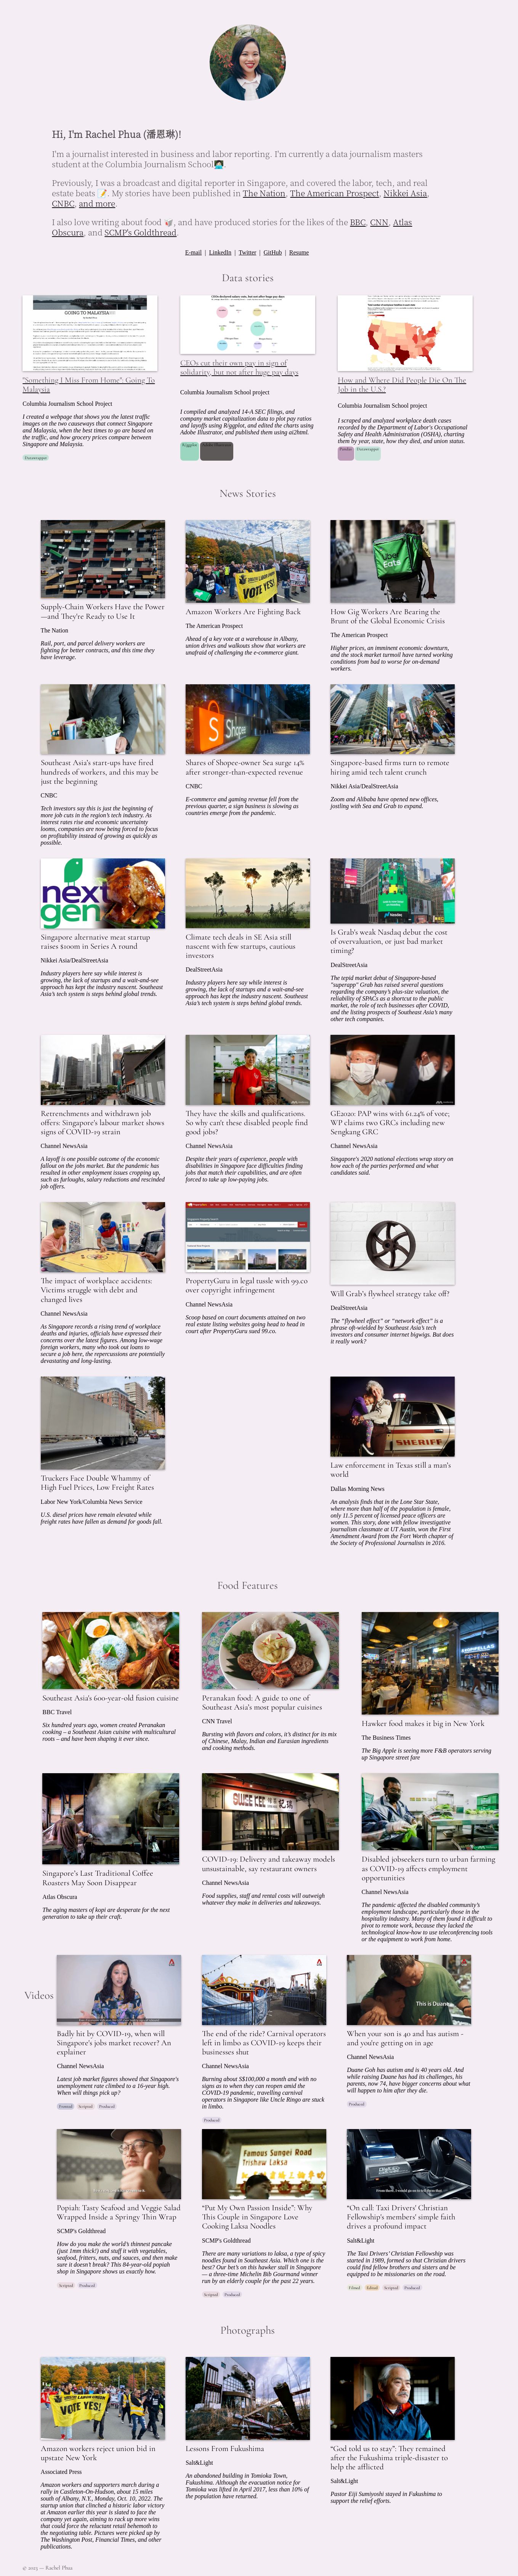 Hi, I'm Rachel Phua (潘恩琳)!
I'm a journalist interested in business and labor reporting. I'm currently a data journalism masters
student at the Columbia Journalism School👩🏻‍💻.
Previously, I was a broadcast and digital reporter in Singapore, and covered the labor, tech, and real
estate beats 📝. My stories have been published in The Nation, The American Prospect, Nikkei Asia,
CNBC, and more.
I also love writing about food 🥡, and have produced stories for the likes of the BBC, CNN, Atlas
Obscura, and SCMP's Goldthread.
E-mail | LinkedIn | Twitter | GitHub | Resume
Data stories
GOING TO MALAYSIA
"Something I Miss From Home": Going To
Malaysia
Columbia Journalism School Project
I created a webpage that shows you the latest traffic
images on the two causeways that connect Singapore
and Malaysia, when the best times to go are based on
the traffic, and how grocery prices compare between
Singapore and Malaysia.
Datawrapper
CEOs cut their own pay in sign of
solidarity, but not after huge pay days
Columbia Journalism School project
I compiled and analyzed 14-A SEC filings, and
company market capitalization data to plot pay ratios
and layoffs using R/ggplot, and edited the charts using
Adobe Illustrator, and published them using ai2html.
R/ggplot
How and Where Did People Die On The
Job in the U.S.?
Columbia Journalism School project
I scraped and analyzed workplace death cases
recorded by the Department of Labor's Occupational
Safety and Health Administration (OSHA), charting
them by year, state, how they died, and union status.
Pandas Datawrapper
News Stories
Supply-Chain Workers Have the Power
—and They're Ready to Use It
The Nation
Rail, port, and parcel delivery workers are
fighting for better contracts, and this time they
have leverage.
VOTE YES!
Amazon Workers Are Fighting Back
The American Prospect
Ahead of a key vote at a warehouse in Albany,
union drives and walkouts show that workers are
unafraid of challenging the e-commerce giant.
Uber
Eats
How Gig Workers Are Bearing the
Brunt of the Global Economic Crisis
The American Prospect
Higher prices, an imminent economic downturn,
and the stock market turmoil have turned working
conditions from bad to worse for on-demand
workers.
Southeast Asia's start-ups have fired
hundreds of workers, and this may be
just the beginning
CNBC
Tech investors say this is just the beginning of
more job cuts in the region's tech industry. As
interest rates rise and economic uncertainty
looms, companies are now being forced to focus
on profitability instead of growing as quickly as
possible.
Shopee
Shares of Shopee-owner Sea surge 14%
after stronger-than-expected revenue
CNBC
E-commerce and gaming revenue fell from the
previous quarter, a sign business is slowing as
countries emerge from the pandemic.
Singapore-based firms turn to remote
hiring amid tech talent crunch
Nikkei Asia/DealStreetAsia
Zoom and Alibaba have opened new offices,
jostling with Sea and Grab to expand.
next
gen
Singapore alternative meat startup
raises $100m in Series A round
Nikkei Asia/DealStreetAsia
Industry players here say while interest is
growing, the lack of startups and a wait-and-see
approach has kept the industry nascent. Southeast
Asia's tech system is steps behind global trends.
Climate tech deals in SE Asia still
nascent with few startups, cautious
investors
DealStreetAsia
Industry players here say while interest is
growing, the lack of startups and a wait-and-see
approach has kept the industry nascent. Southeast
Asia's tech system is steps behind global trends.
Nasdaq
Is Grab's weak Nasdaq debut the cost
of overvaluation, or just bad market
timing?
DealStreetAsia
The tepid market debut of Singapore-based
"superapp" Grab has raised several questions
regarding the company's plus-size valuation, the
reliability of SPACs as a shortcut to the public
market, the role of tech businesses after COVID,
and the listing prospects of Southeast Asia's many
other tech companies.
Retrenchments and withdrawn job
offers: Singapore's labour market shows
signs of COVID-19 strain
Channel NewsAsia
A layoff is one possible outcome of the economic
fallout on the jobs market. But the pandemic has
resulted in other employment issues cropping up,
such as furloughs, salary reductions and rescinded
job offers.
They have the skills and qualifications.
So why can't these disabled people find
good jobs?
Channel NewsAsia
Despite their years of experience, people with
disabilities in Singapore face difficulties finding
jobs that match their capabilities, and are often
forced to take up low-paying jobs.
GE2020: PAP wins with 61.24% of vote;
WP claims two GRCs including new
Sengkang GRC
Channel NewsAsia
Singapore's 2020 national elections wrap story on
how each of the parties performed and what
candidates said.
The impact of workplace accidents:
Victims struggle with debt and
changed lives
Channel NewsAsia
As Singapore records a rising trend of workplace
deaths and injuries, officials have expressed their
concerns over the latest figures. Among low-wage
foreign workers, many who took out loans to
secure a job here, the repercussions are potentially
devastating and long-lasting.
PropertyGuru in legal tussle with 99.co
over copyright infringement
Channel NewsAsia
Scoop based on court documents attained on two
real estate listing websites going head to head in
court after PropertyGuru sued 99.co.
Will Grab's flywheel strategy take off?
DealStreetAsia
The "flywheel effect" or "network effect" is a
phrase oft-wielded by Southeast Asia's tech
investors and consumer internet bigwigs. But does
it really work?
Truckers Face Double Whammy of
High Fuel Prices, Low Freight Rates
Labor New York/Columbia News Service
U.S. diesel prices have remain elevated while
freight rates have fallen as demand for goods fall.
SHERIFF
Law enforcement in Texas still a man's
world
Dallas Morning News
An analysis finds that in the Lone Star State,
where more than half of the population is female,
only 11.5 percent of licensed peace officers are
women. This story, done with fellow investigative
journalism classmate at UT Austin, won the First
Amendment Award from the Fort Worth chapter of
the Society of Professional Journalists in 2016.
Food Features
Southeast Asia's 600-year-old fusion cuisine
BBC Travel
Six hundred years ago, women created Peranakan
cooking – a Southeast Asian cuisine with multicultural
roots – and have been shaping it ever since.
Peranakan food: A guide to one of
Southeast Asia's most popular cuisines
CNN Travel
Bursting with flavors and colors, it's distinct for its mix
of Chinese, Malay, Indian and Eurasian ingredients
and cooking methods.
Hawker food makes it big in New York
The Business Times
The Big Apple is seeing more F&B operators serving
up Singapore street fare
Singapore's Last Traditional Coffee
Roasters May Soon Disappear
Atlas Obscura
The aging masters of kopi are desperate for the next
generation to take up their craft.
SWEE KEE
COVID-19: Delivery and takeaway models
unsustainable, say restaurant owners
Channel NewsAsia
Food supplies, staff and rental costs will outweigh
whatever they make in deliveries and takeaways.
Disabled jobseekers turn to urban farming
as COVID-19 affects employment
opportunities
Channel NewsAsia
The pandemic affected the disabled community's
employment landscape, particularly those in the
hospitality industry. Many of them found it difficult to
pivot to remote work, because they lacked the
technological know-how to use teleconferencing tools
or the equipment to work from home.
Videos
Badly hit by COVID-19, when will
Singapore's jobs market recover? An
explainer
Channel NewsAsia
Latest job market figures showed that Singapore's
unemployment rate climbed to a 16-year high.
When will things pick up?
Fronted Scripted Produced
The end of the ride? Carnival operators
left in limbo as COVID-19 keeps their
businesses shut
Channel NewsAsia
Burning about S$100,000 a month and with no
signs as to when they can reopen amid the
COVID-19 pandemic, travelling carnival
operators in Singapore like Uncle Ringo are stuck
in limbo.
Produced
This is Duane
When your son is 40 and has autism -
and you're getting on in age
Channel NewsAsia
Duane Goh has autism and is 40 years old. And
while raising Duane has had its challenges, his
parents, now 74, have bigger concerns about what
will happen to him after they die.
Produced
Popiah: Tasty Seafood and Veggie Salad
Wrapped Inside a Springy Thin Wrap
SCMP's Goldthread
How do you make the world's thinnest pancake
(just 1mm thick!) and stuff it with vegetables,
seafood, fritters, nuts, and sauces, and then make
sure it doesn't break? This 84-year-old popiah
shop in Singapore shows us exactly how.
Scripted Produced
Famous Sungei Road
Trishaw Laksa
"Put My Own Passion Inside": Why
This Couple in Singapore Love
Cooking Laksa Noodles
SCMP's Goldthread
There are many variations to laksa, a type of spicy
noodles found in Southeast Asia. Which one is the
best? Our bet's on this hawker stall in Singapore
— a three-time Michelin Bib Gourmand winner
run by an elderly couple for the past 22 years.
Scripted Produced
"On call: Taxi Drivers' Christian
Fellowship's members' simple faith
drives a profound impact
Salt&Light
The Taxi Drivers' Christian Fellowship was
started in 1989, formed so that Christian drivers
could find fellow brothers and sisters and be
equipped to be missionaries on the road.
Filmed Edited Scripted Produced
Photographs
VOTE YES!
Amazon workers reject union bid in
upstate New York
Associated Press
Amazon workers and supporters march during a
rally in Castleton-On-Hudson, about 15 miles
south of Albany, N.Y., Monday, Oct. 10, 2022. The
startup union that clinched a historic labor victory
at Amazon earlier this year is slated to face the
company yet again, aiming to rack up more wins
that could force the reluctant retail behemoth to
the negotiating table. Pictures were picked up by
The Washington Post, Financial Times, and other
publications.
Lessons From Fukushima
Salt&Light
An abandoned building in Tomioka Town,
Fukushima. Although the evacuation notice for
Tomioka was lifted in April 2017, less than 10% of
the population have returned.
"God told us to stay": They remained
after the Fukushima triple-disaster to
help the afflicted
Salt&Light
Pastor Eiji Sumiyoshi stayed in Fukushima to
support the relief efforts.
© 2023 — Rachel Phua